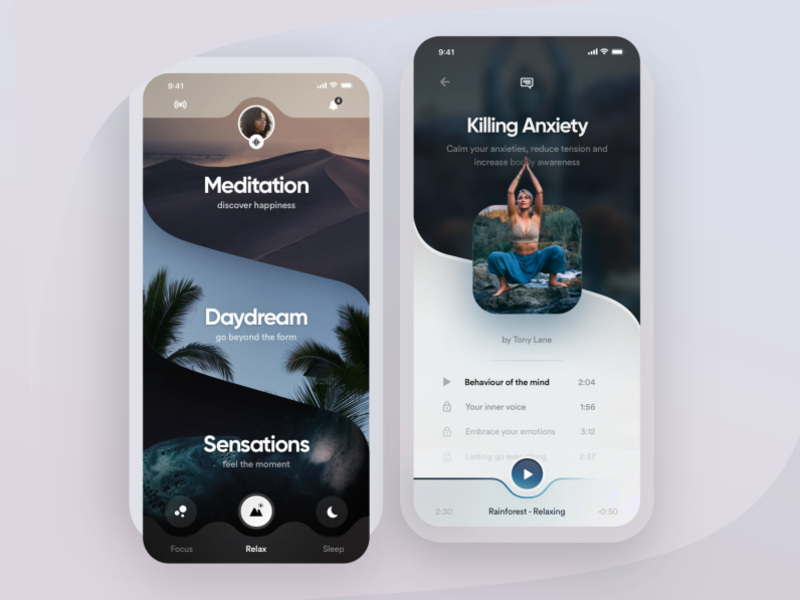 9:41
4
Meditation
discover happiness
Daydream
go beyond the form
Sensations
feel the moment
Focus
Relax
Sleep
9:41
Killing Anxiety
Calm your anxieties, reduce tension and
increase body awareness
by Tony Lane
Behaviour of the mind 2:04
Your inner voice 1:56
Embrace your emotions 3:12
Letting go 2:37
2:30 Rainforest - Relaxing -0:50